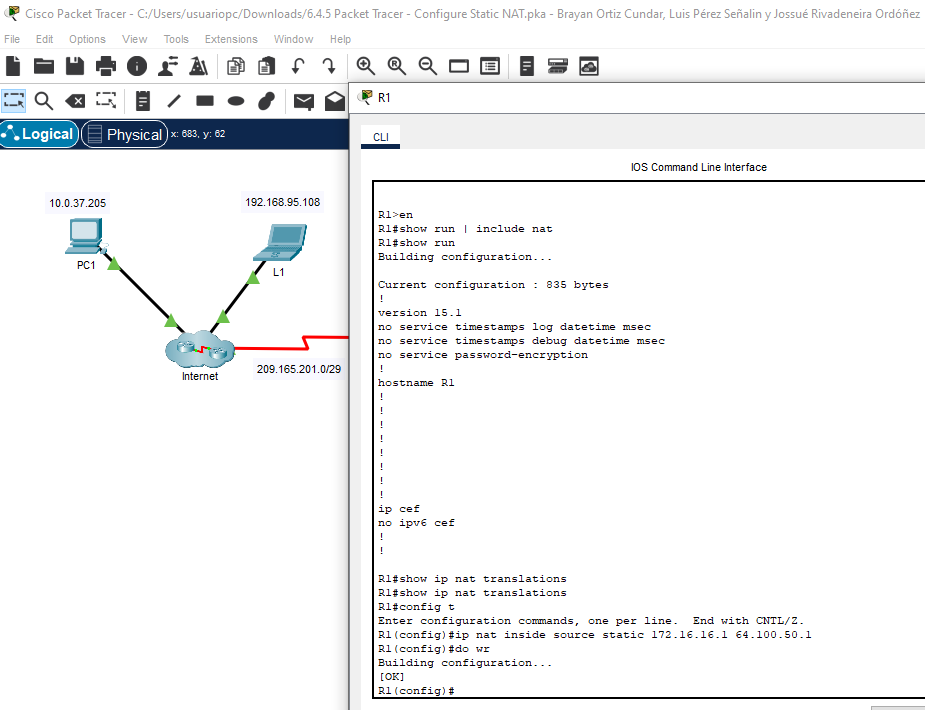 Cisco Packet Tracer - C:/Users/usuariopc/Downloads/6.4.5 Packet Tracer - Configure Static NAT.pka - Brayan Ortiz Cundar, Luis Pérez Señalin y Jossué Rivadeneira Ordóñez
File Edit Options View Tools Extensions Window Help
R1
Logical Physical x: 683, y: 62
CLI
IOS Command Line Interface
10.0.37.205
192.168.95.108
PC1
L1
Internet
209.165.201.0/29
R1>en
R1#show run | include nat
R1#show run
Building configuration...
Current configuration : 835 bytes
!
version 15.1
no service timestamps log datetime msec
no service timestamps debug datetime msec
no service password-encryption
!
hostname R1
!
!
!
!
!
!
!
!
ip cef
no ipv6 cef
!
!
R1#show ip nat translations
R1#show ip nat translations
R1#config t
Enter configuration commands, one per line.  End with CNTL/Z.
R1(config)#ip nat inside source static 172.16.16.1 64.100.50.1
R1(config)#do wr
Building configuration...
[OK]
R1(config)#